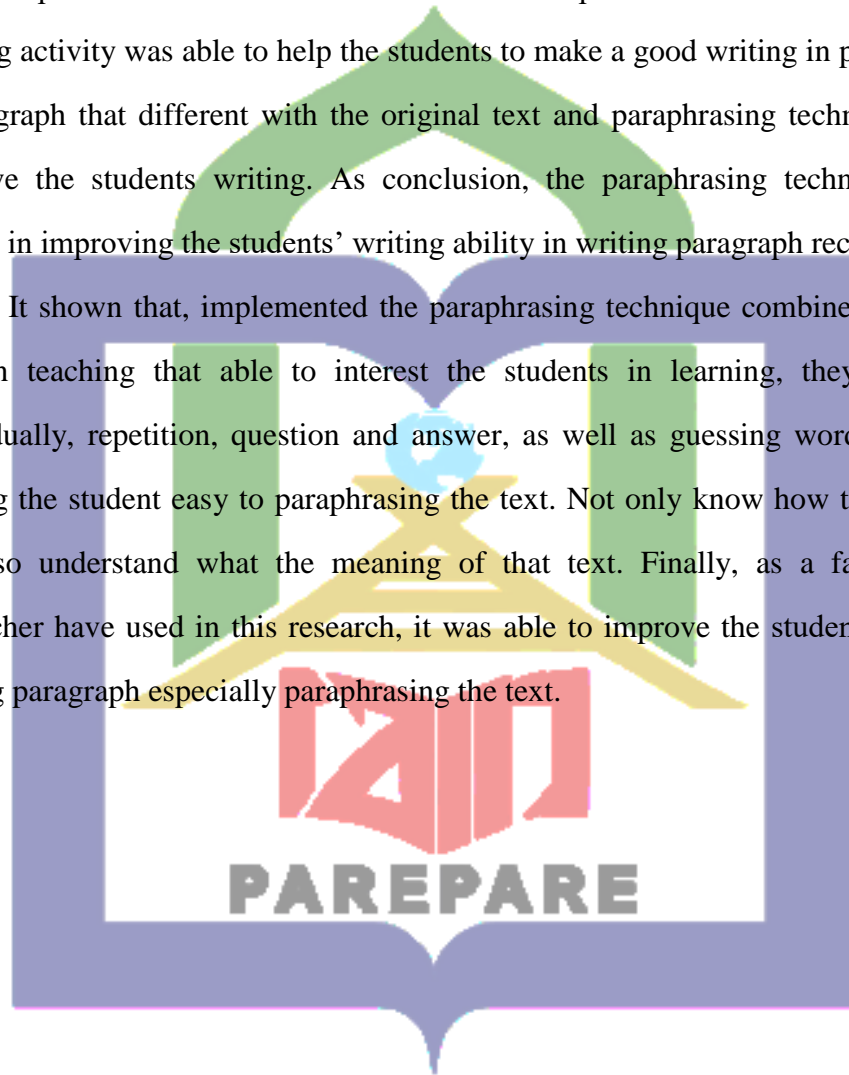 g activity was able to help the students to make a good writing in p
graph that different with the original text and paraphrasing techn
ve the students writing. As conclusion, the paraphrasing techn
in improving the students’ writing ability in writing paragraph rec
It shown that, implemented the paraphrasing technique combine
n teaching that able to interest the students in learning, they
dually, repetition, question and answer, as well as guessing word
g the student easy to paraphrasing the text. Not only know how t
so understand what the meaning of that text. Finally, as a fa
cher have used in this research, it was able to improve the studen
g paragraph especially paraphrasing the text.
iain
PAREPARE